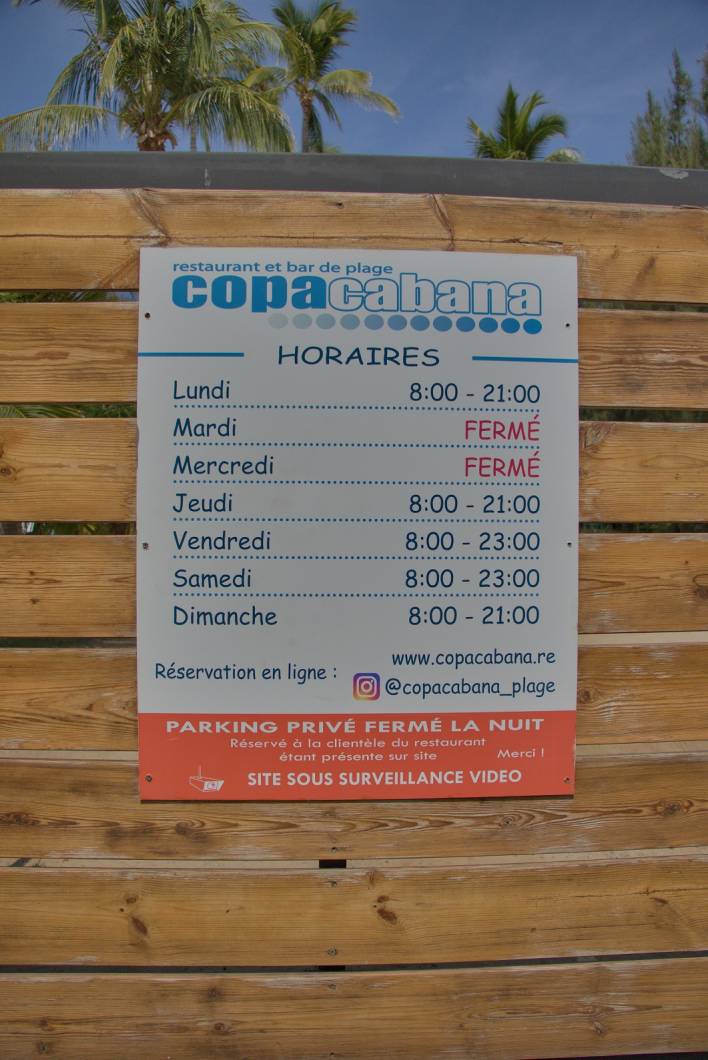 restaurant et bar de plage
copacabana
HORAIRES
Lundi 8:00 - 21:00
Mardi FERMÉ
Mercredi FERMÉ
Jeudi 8:00 - 21:00
Vendredi 8:00 - 23:00
Samedi 8:00 - 23:00
Dimanche 8:00 - 21:00
www.copacabana.re
Réservation en ligne :
@copacabana_plage
PARKING PRIVÉ FERMÉ LA NUIT
Réservé à la clientèle du restaurant
étant présente sur site Merci !
SITE SOUS SURVEILLANCE VIDEO